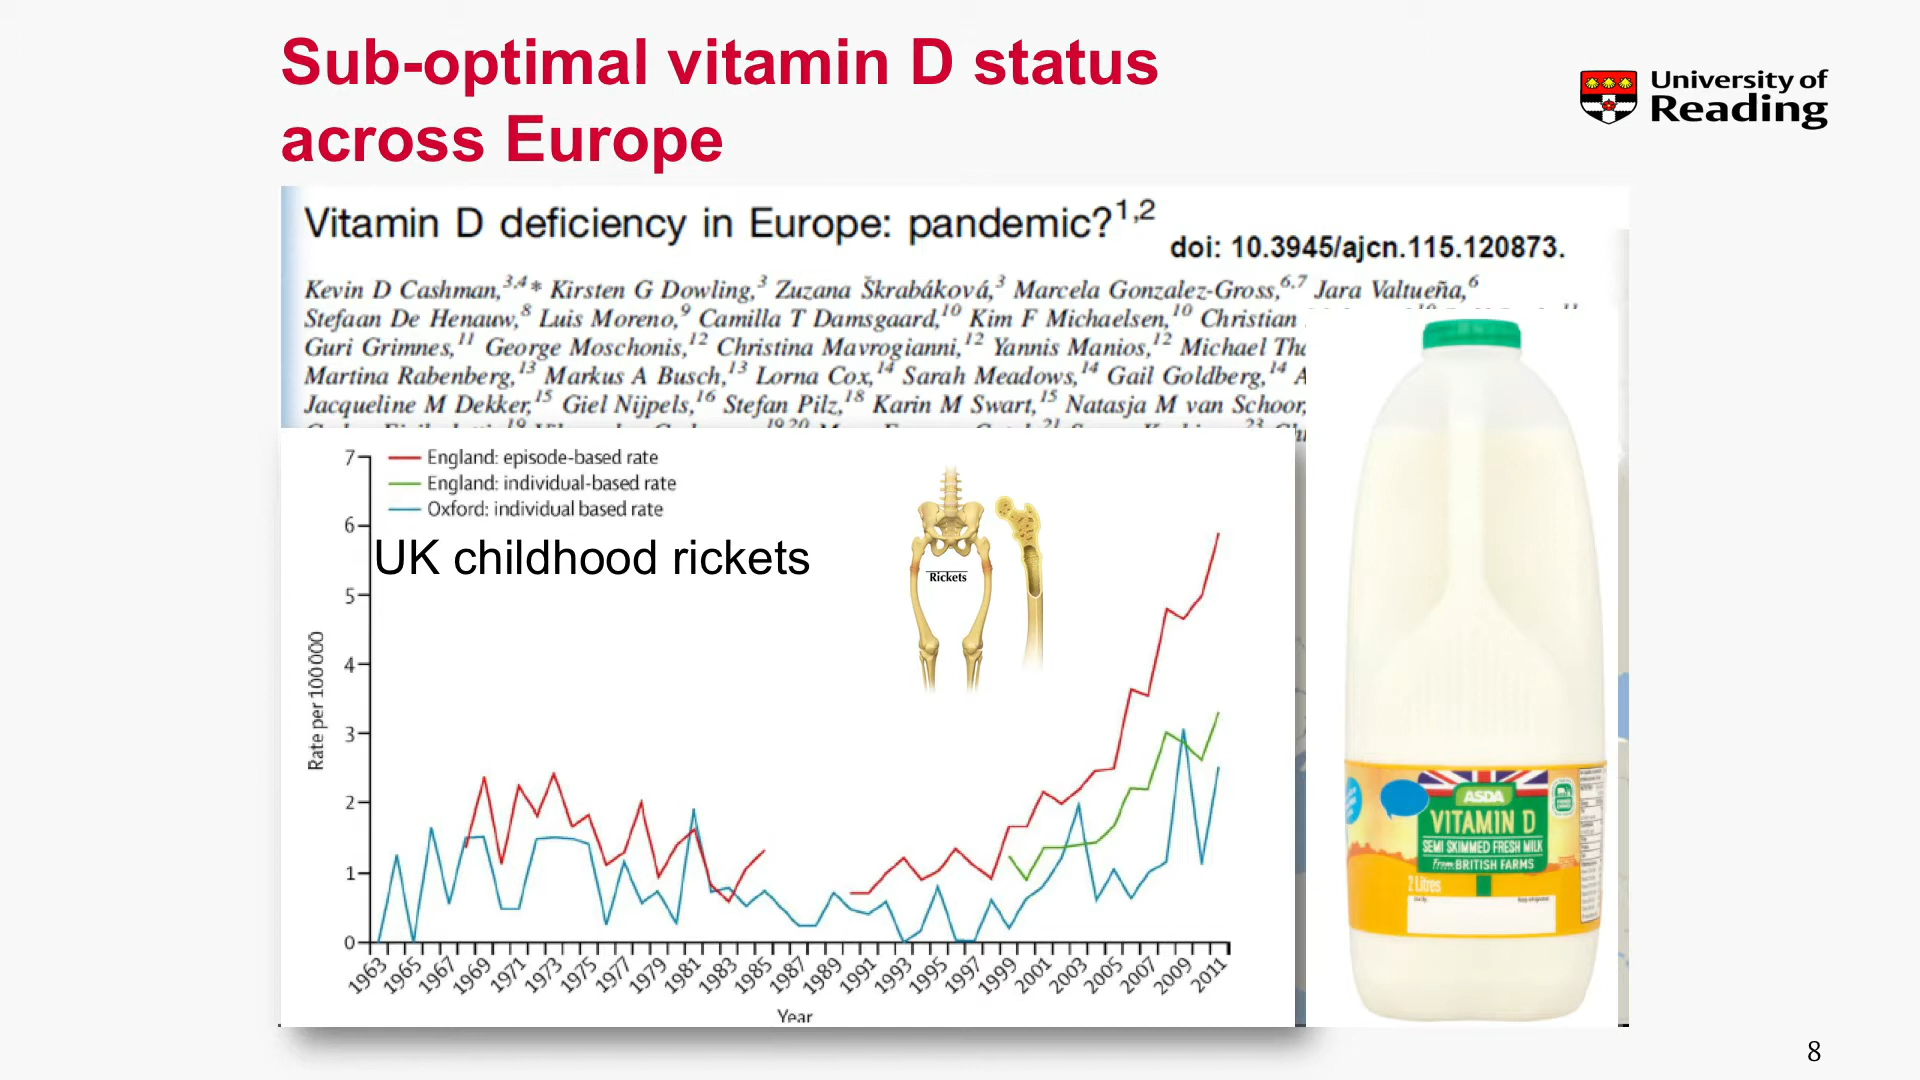 Sub-optimal vitamin D status
across Europe
University of
Reading
Vitamin D deficiency in Europe: pandemic?1,2
doi: 10.3945/ajcn.115.120873.
Kevin D Cashman,3,4* Kirsten G Dowling,3 Zuzana Škrabáková,3 Marcela Gonzalez-Gross,6,7 Jara Valtueña,6
Stefaan De Henauw,8 Luis Moreno,9 Camilla T Damsgaard,10 Kim F Michaelsen,10 Christian
Guri Grimnes,11 George Moschonis,12 Christina Mavrogianni,12 Yannis Manios,12 Michael
Martina Rabenberg,13 Markus A Busch,13 Lorna Cox,14 Sarah Meadows,14 Gail Goldberg,14 A
Jacqueline M Dekker,15 Giel Nijpels,16 Stefan Pilz,18 Karin M Swart,15 Natasja M van Schoor,
England: episode-based rate
England: individual-based rate
Oxford: individual based rate
UK childhood rickets
Rickets
Rate per 100 000
7
6
5
4
3
2
1
0
1963 1965 1967 1969 1971 1973 1975 1977 1979 1981 1983 1985 1987 1989 1991 1993 1995 1997 1999 2001 2003 2005 2007 2009 2011
Year
ASDA
VITAMIN D
SEMI SKIMMED FRESH MILK
From BRITISH FARMS
2 Litres
8